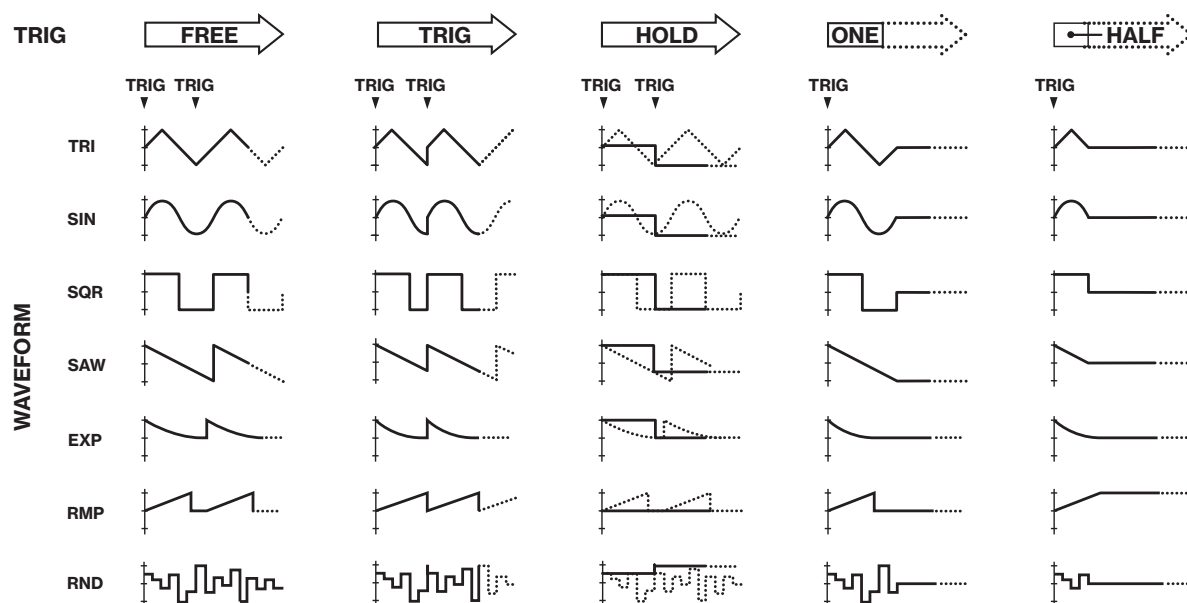 TRIG FREE TRIG HOLD ONE HALF
TRIG TRIG TRIG TRIG TRIG TRIG TRIG TRIG
WAVEFORM
TRI
SIN
SQR
SAW
EXP
RMP
RND